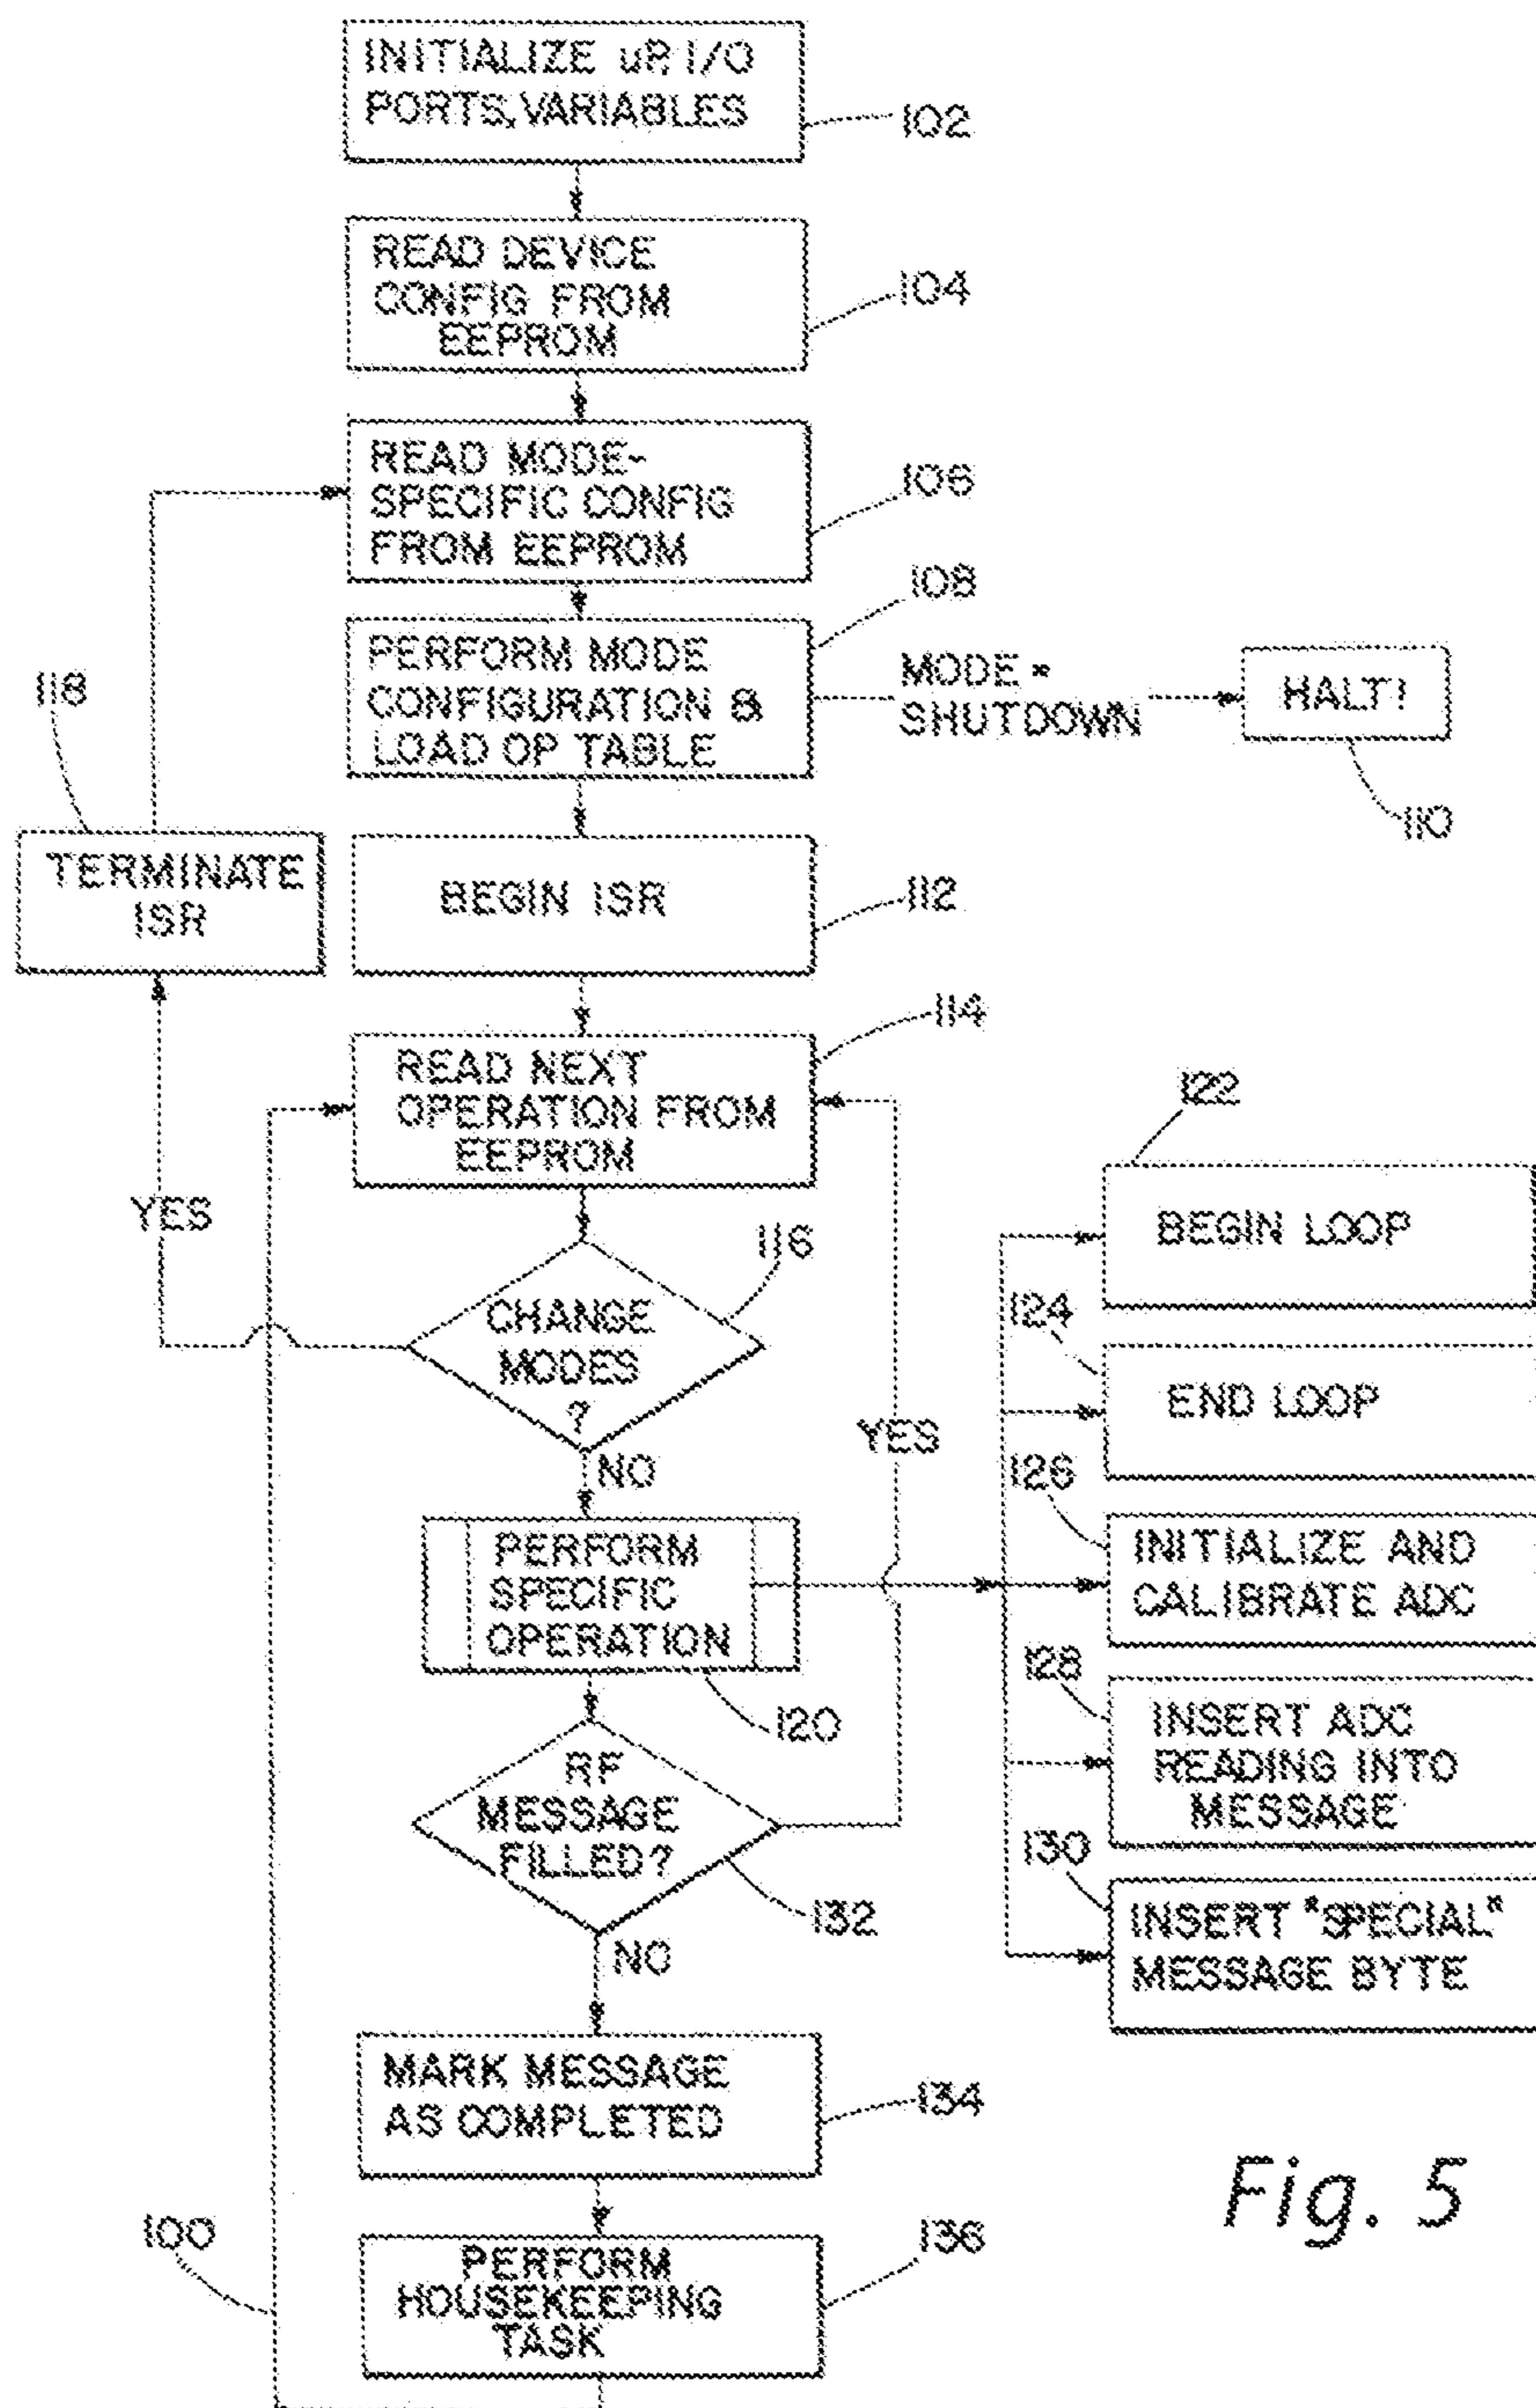 INITIALIZE uP, I/O
PORTS, VARIABLES
102
READ DEVICE
CONFIG FROM
EEPROM
104
READ MODE-
SPECIFIC CONFIG
FROM EEPROM
106
108
PERFORM MODE
CONFIGURATION &
LOAD OP TABLE
MODE =
SHUTDOWN
HALT!
110
118
TERMINATE
ISR
BEGIN ISR
112
114
READ NEXT
OPERATION FROM
EEPROM
YES
116
CHANGE
MODES
?
NO
YES
122
BEGIN LOOP
124
END LOOP
126
INITIALIZE AND
CALIBRATE ADC
PERFORM
SPECIFIC
OPERATION
120
128
INSERT ADC
READING INTO
MESSAGE
130
INSERT "SPECIAL"
MESSAGE BYTE
RF
MESSAGE
FILLED?
132
NO
MARK MESSAGE
AS COMPLETED
134
100
PERFORM
HOUSEKEEPING
TASK
136
Fig. 5